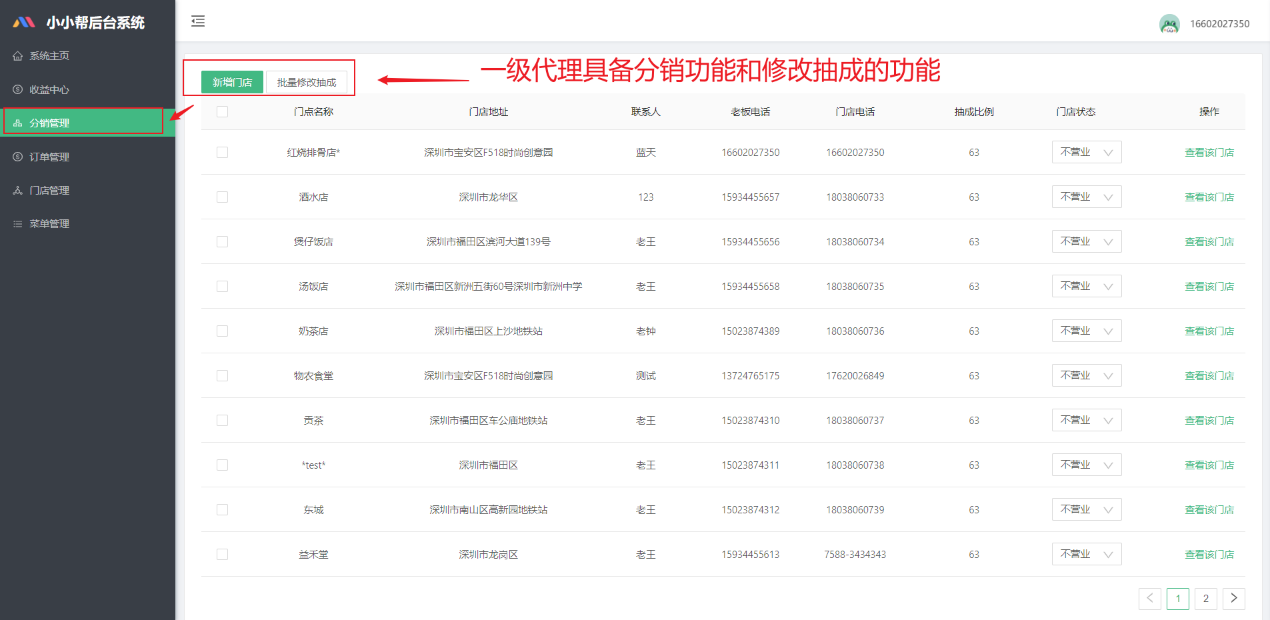 小小帮后台系统
16602027350
系统主页
收益中心
分销管理
订单管理
门店管理
菜单管理
新增门店 批量修改抽成
一级代理具备分销功能和修改抽成的功能
门点名称 门店地址 联系人 老板电话 门店电话 抽成比例 门店状态 操作
红烧排骨店* 深圳市宝安区F518时尚创意园 蓝天 16602027350 16602027350 63 不营业 查看该门店
酒水店 深圳市龙华区 123 15934455657 18038060733 63 不营业 查看该门店
煲仔饭店 深圳市福田区滨河大道139号 老王 15934455656 18038060734 63 不营业 查看该门店
汤饭店 深圳市福田区新洲五街60号深圳市新洲中学 老王 15934455658 18038060735 63 不营业 查看该门店
奶茶店 深圳市福田区上沙地铁站 老钟 15023874389 18038060736 63 不营业 查看该门店
物农食堂 深圳市宝安区F518时尚创意园 测试 13724765175 17620026849 63 不营业 查看该门店
贡茶 深圳市福田区车公庙地铁站 老王 15023874310 18038060737 63 不营业 查看该门店
*test* 深圳市福田区 老王 15023874311 18038060738 63 不营业 查看该门店
东城 深圳市南山区高新园地铁站 老王 15023874312 18038060739 63 不营业 查看该门店
益禾堂 深圳市龙岗区 老王 15934455613 7588-3434343 63 不营业 查看该门店
1 2